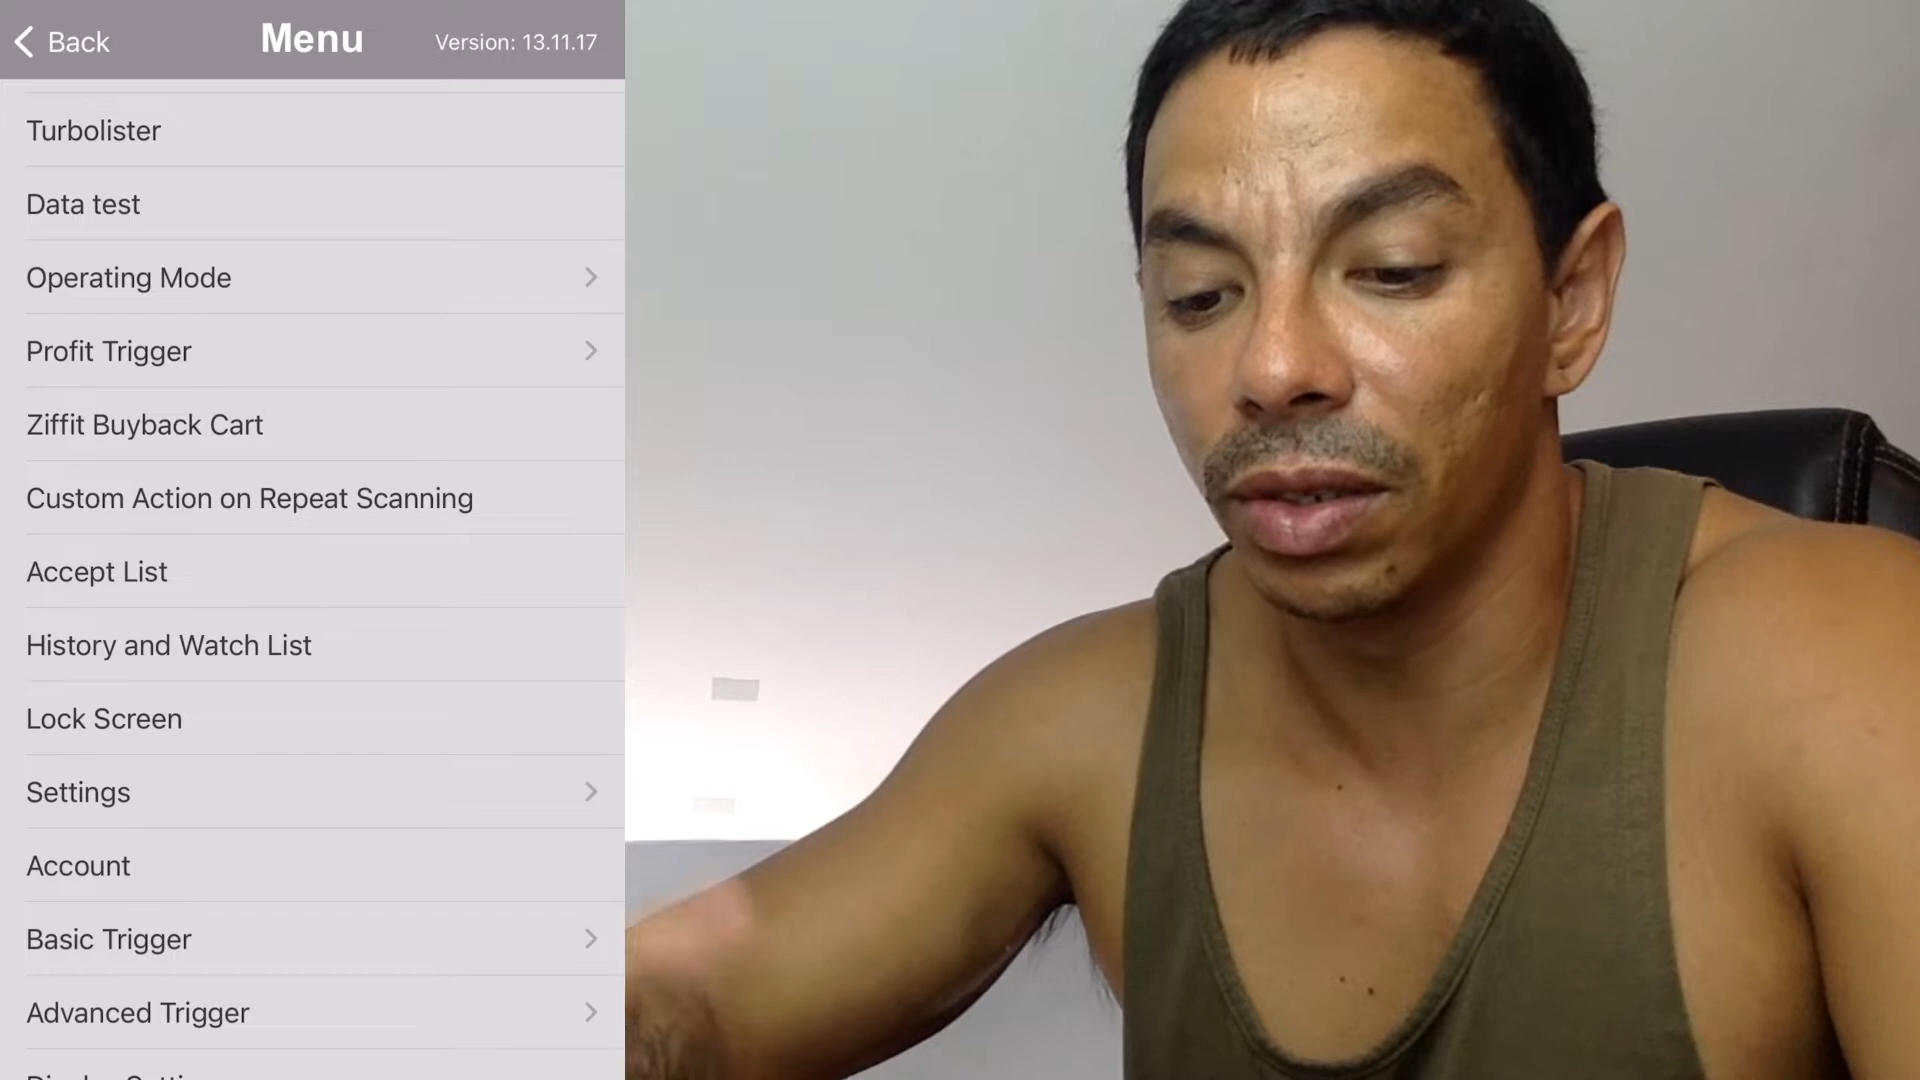 Back
Menu
Version: 13.11.17
Turbolister
Data test
Operating Mode
Profit Trigger
Ziffit Buyback Cart
Custom Action on Repeat Scanning
Accept List
History and Watch List
Lock Screen
Settings
Account
Basic Trigger
Advanced Trigger